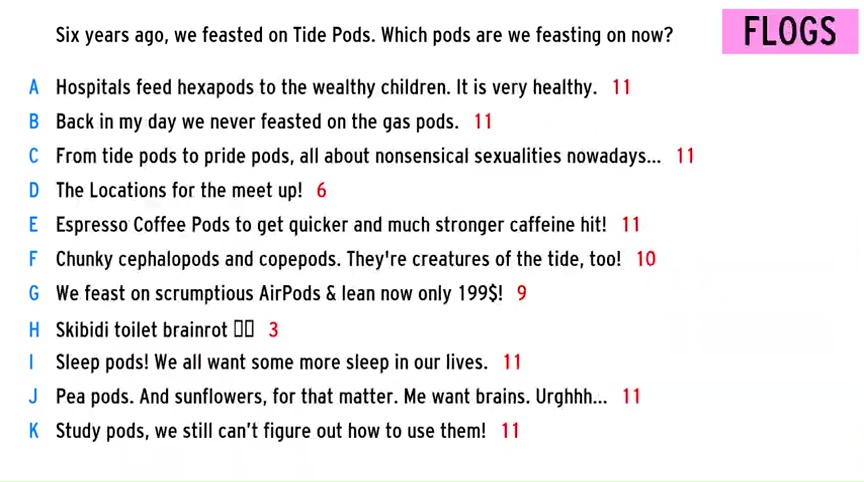 Six years ago, we feasted on Tide Pods. Which pods are we feasting on now?
FLOGS
A Hospitals feed hexapods to the wealthy children. It is very healthy. 11
B Back in my day we never feasted on the gas pods. 11
C From tide pods to pride pods, all about nonsensical sexualities nowadays... 11
D The Locations for the meet up! 6
E Espresso Coffee Pods to get quicker and much stronger caffeine hit! 11
F Chunky cephalopods and copepods. They're creatures of the tide, too! 10
G We feast on scrumptious AirPods & lean now only 199$! 9
H Skibidi toilet brainrot 3
I Sleep pods! We all want some more sleep in our lives. 11
J Pea pods. And sunflowers, for that matter. Me want brains. Urghhh... 11
K Study pods, we still can't figure out how to use them! 11